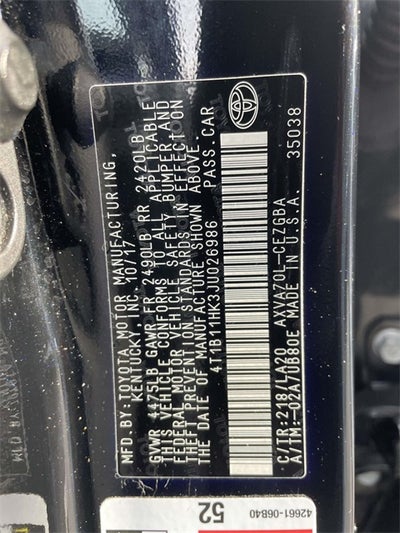 MFD.BY:TOYOTA MOTOR MANUFACTURING,
KENTUCKY, INC. 10/17
GVWR 4475LB GAWR FR 2490LB RR 2420LB
THIS VEHICLE CONFORMS TO ALL APPLICABLE
FEDERAL MOTOR VEHICLE SAFETY, BUMPER, AND
THEFT PREVENTION STANDARDS IN EFFECT ON
THE DATE OF MANUFACTURE SHOWN ABOVE.
4T1B11HK3JU026986 PASS.CAR
C/TR:218/LA20 AXVA70L-CEZGBA
A/TM:-02A/UB80E MADE IN U.S.A. 35038
42661-06B40
52